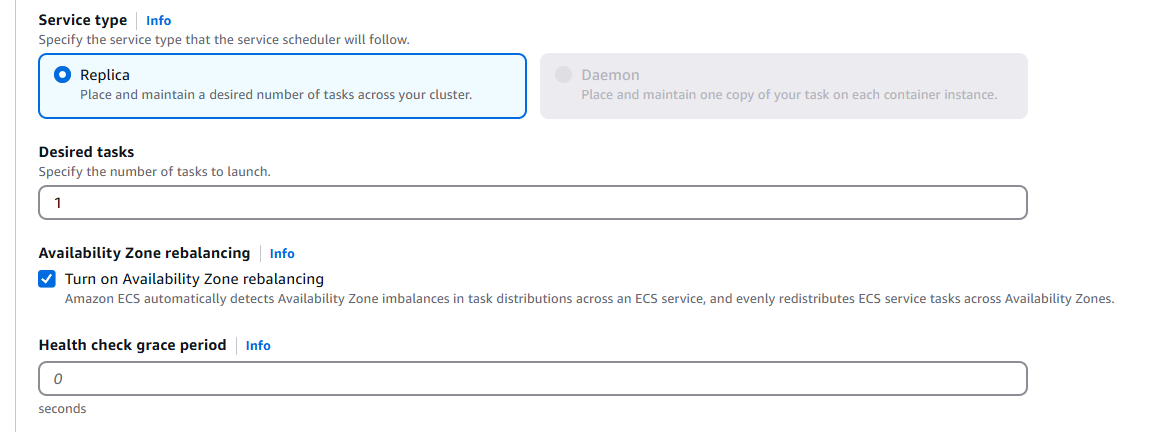 Service type Info
Specify the service type that the service scheduler will follow.
Replica
Place and maintain a desired number of tasks across your cluster.
Daemon
Place and maintain one copy of your task on each container instance.
Desired tasks
Specify the number of tasks to launch.
1
Availability Zone rebalancing Info
Turn on Availability Zone rebalancing
Amazon ECS automatically detects Availability Zone imbalances in task distributions across an ECS service, and evenly redistributes ECS service tasks across Availability Zones.
Health check grace period Info
0
seconds